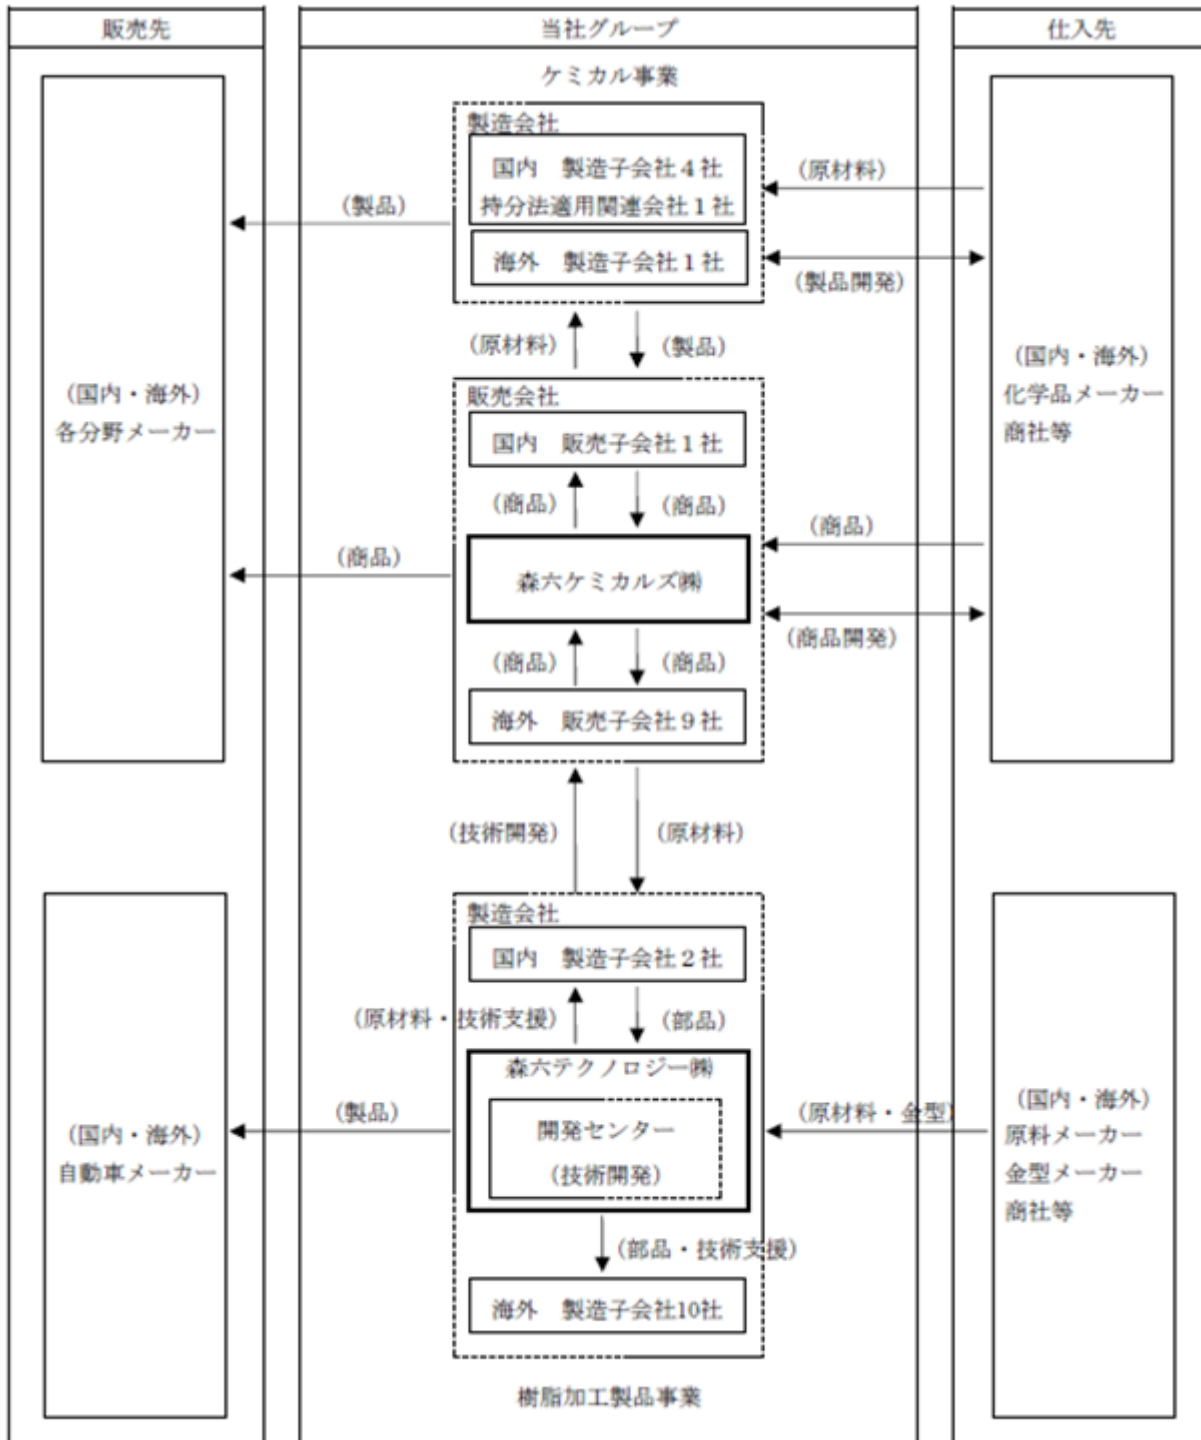 販売先
当社グループ
仕入先
ケミカル事業
製造会社
国内　製造子会社４社
持分法適用関連会社１社
海外　製造子会社１社
（製品）
（原材料）
（製品開発）
（原材料）
（製品）
（国内・海外）
各分野メーカー
（国内・海外）
化学品メーカー
商社等
販売会社
国内　販売子会社１社
（商品）
（商品）
森六ケミカルズ㈱
（商品）
（商品）
（商品開発）
（商品）
（商品）
海外　販売子会社９社
（技術開発）
（原材料）
製造会社
国内　製造子会社２社
（原材料・技術支援）
（部品）
森六テクノロジー㈱
開発センター
（技術開発）
（製品）
（原材料・金型）
（国内・海外）
自動車メーカー
（国内・海外）
原料メーカー
金型メーカー
商社等
（部品・技術支援）
海外　製造子会社10社
樹脂加工製品事業